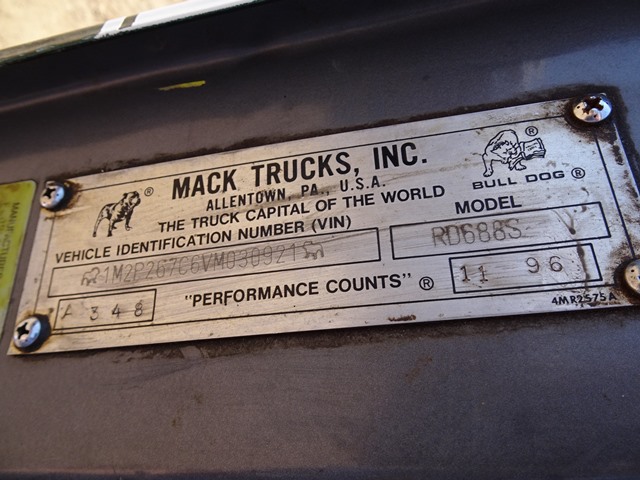 MACK TRUCKS, INC.
ALLENTOWN, PA., U.S.A.
THE TRUCK CAPITAL OF THE WORLD
BULL DOG ®
VEHICLE IDENTIFICATION NUMBER (VIN)
MODEL
RD688S
348
"PERFORMANCE COUNTS" ®
11 96
4MR2575A